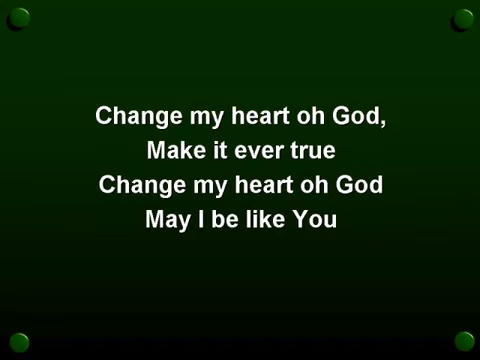 Change my heart oh God,
Make it ever true
Change my heart oh God
May I be like You